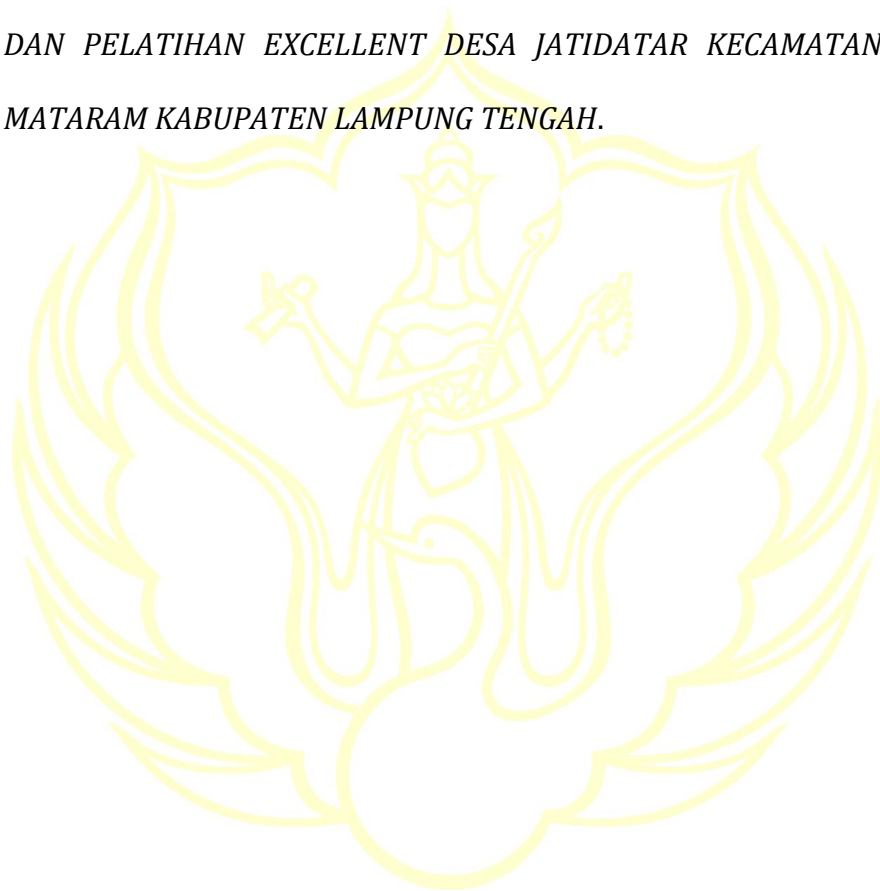 DAN PELATIHAN EXCELLENT DESA JATIDATAR KECAMATAN
MATARAM KABUPATEN LAMPUNG TENGAH.